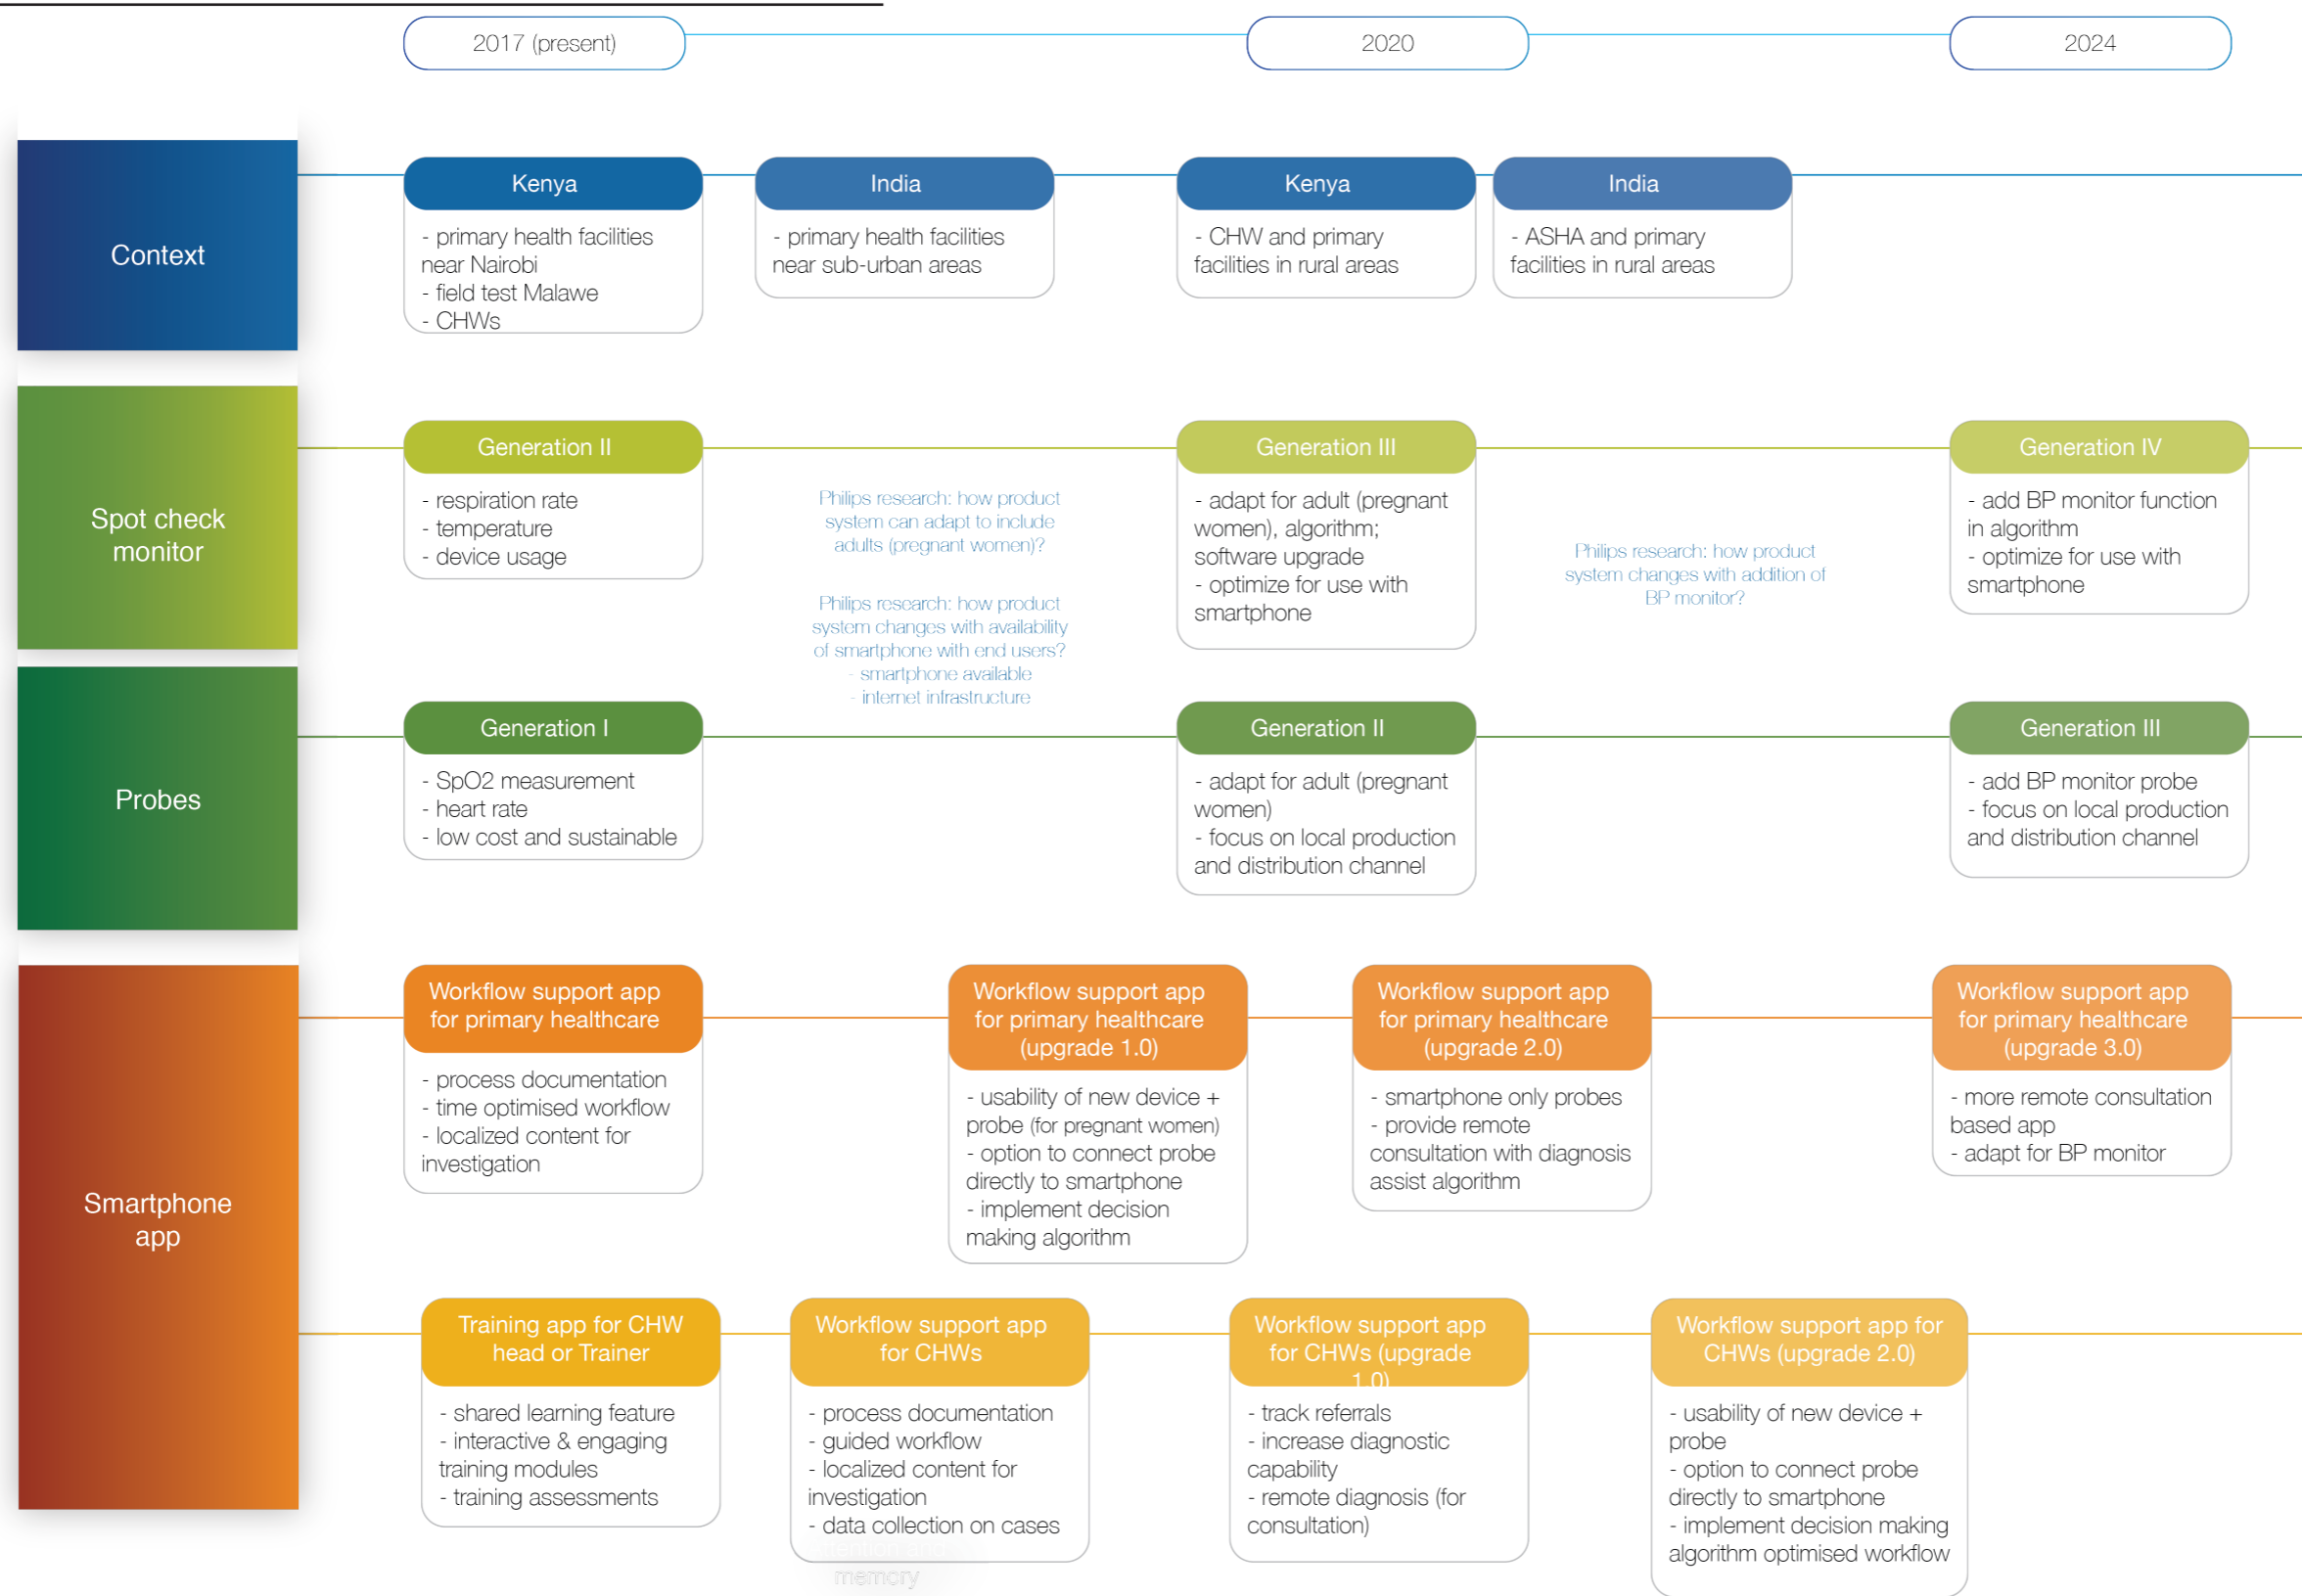 2017 (present)
2020
2024
Context
Kenya
- primary health facilities
near Nairobi
- field test Malawe
- CHWs
India
- primary health facilities
near sub-urban areas
Kenya
- CHW and primary
facilities in rural areas
India
- ASHA and primary
facilities in rural areas
Spot check
monitor
Generation II
- respiration rate
- temperature
- device usage
Philips research: how product
system can adapt to include
adults (pregnant women)?
Philips research: how product
system changes with availability
of smartphone with end users?
- smartphone available
- internet infrastructure
Generation III
- adapt for adult (pregnant
women), algorithm;
software upgrade
- optimize for use with
smartphone
Philips research: how product
system changes with addition of
BP monitor?
Generation IV
- add BP monitor function
in algorithm
- optimize for use with
smartphone
Probes
Generation I
- SpO2 measurement
- heart rate
- low cost and sustainable
Generation II
- adapt for adult (pregnant
women)
- focus on local production
and distribution channel
Generation III
- add BP monitor probe
- focus on local production
and distribution channel
Smartphone
app
Workflow support app
for primary healthcare
- process documentation
- time optimised workflow
- localized content for
investigation
Workflow support app
for primary healthcare
(upgrade 1.0)
- usability of new device +
probe (for pregnant women)
- option to connect probe
directly to smartphone
- implement decision
making algorithm
Workflow support app
for primary healthcare
(upgrade 2.0)
- smartphone only probes
- provide remote
consultation with diagnosis
assist algorithm
Workflow support app
for primary healthcare
(upgrade 3.0)
- more remote consultation
based app
- adapt for BP monitor
Training app for CHW
head or Trainer
- shared learning feature
- interactive & engaging
training modules
- training assessments
Workflow support app
for CHWs
- process documentation
- guided workflow
- localized content for
investigation
- data collection on cases
and
memory
Workflow support app
for CHWs (upgrade
1.0)
- track referrals
- increase diagnostic
capability
- remote diagnosis (for
consultation)
Workflow support app for
CHWs (upgrade 2.0)
- usability of new device +
probe
- option to connect probe
directly to smartphone
- implement decision making
algorithm optimised workflow